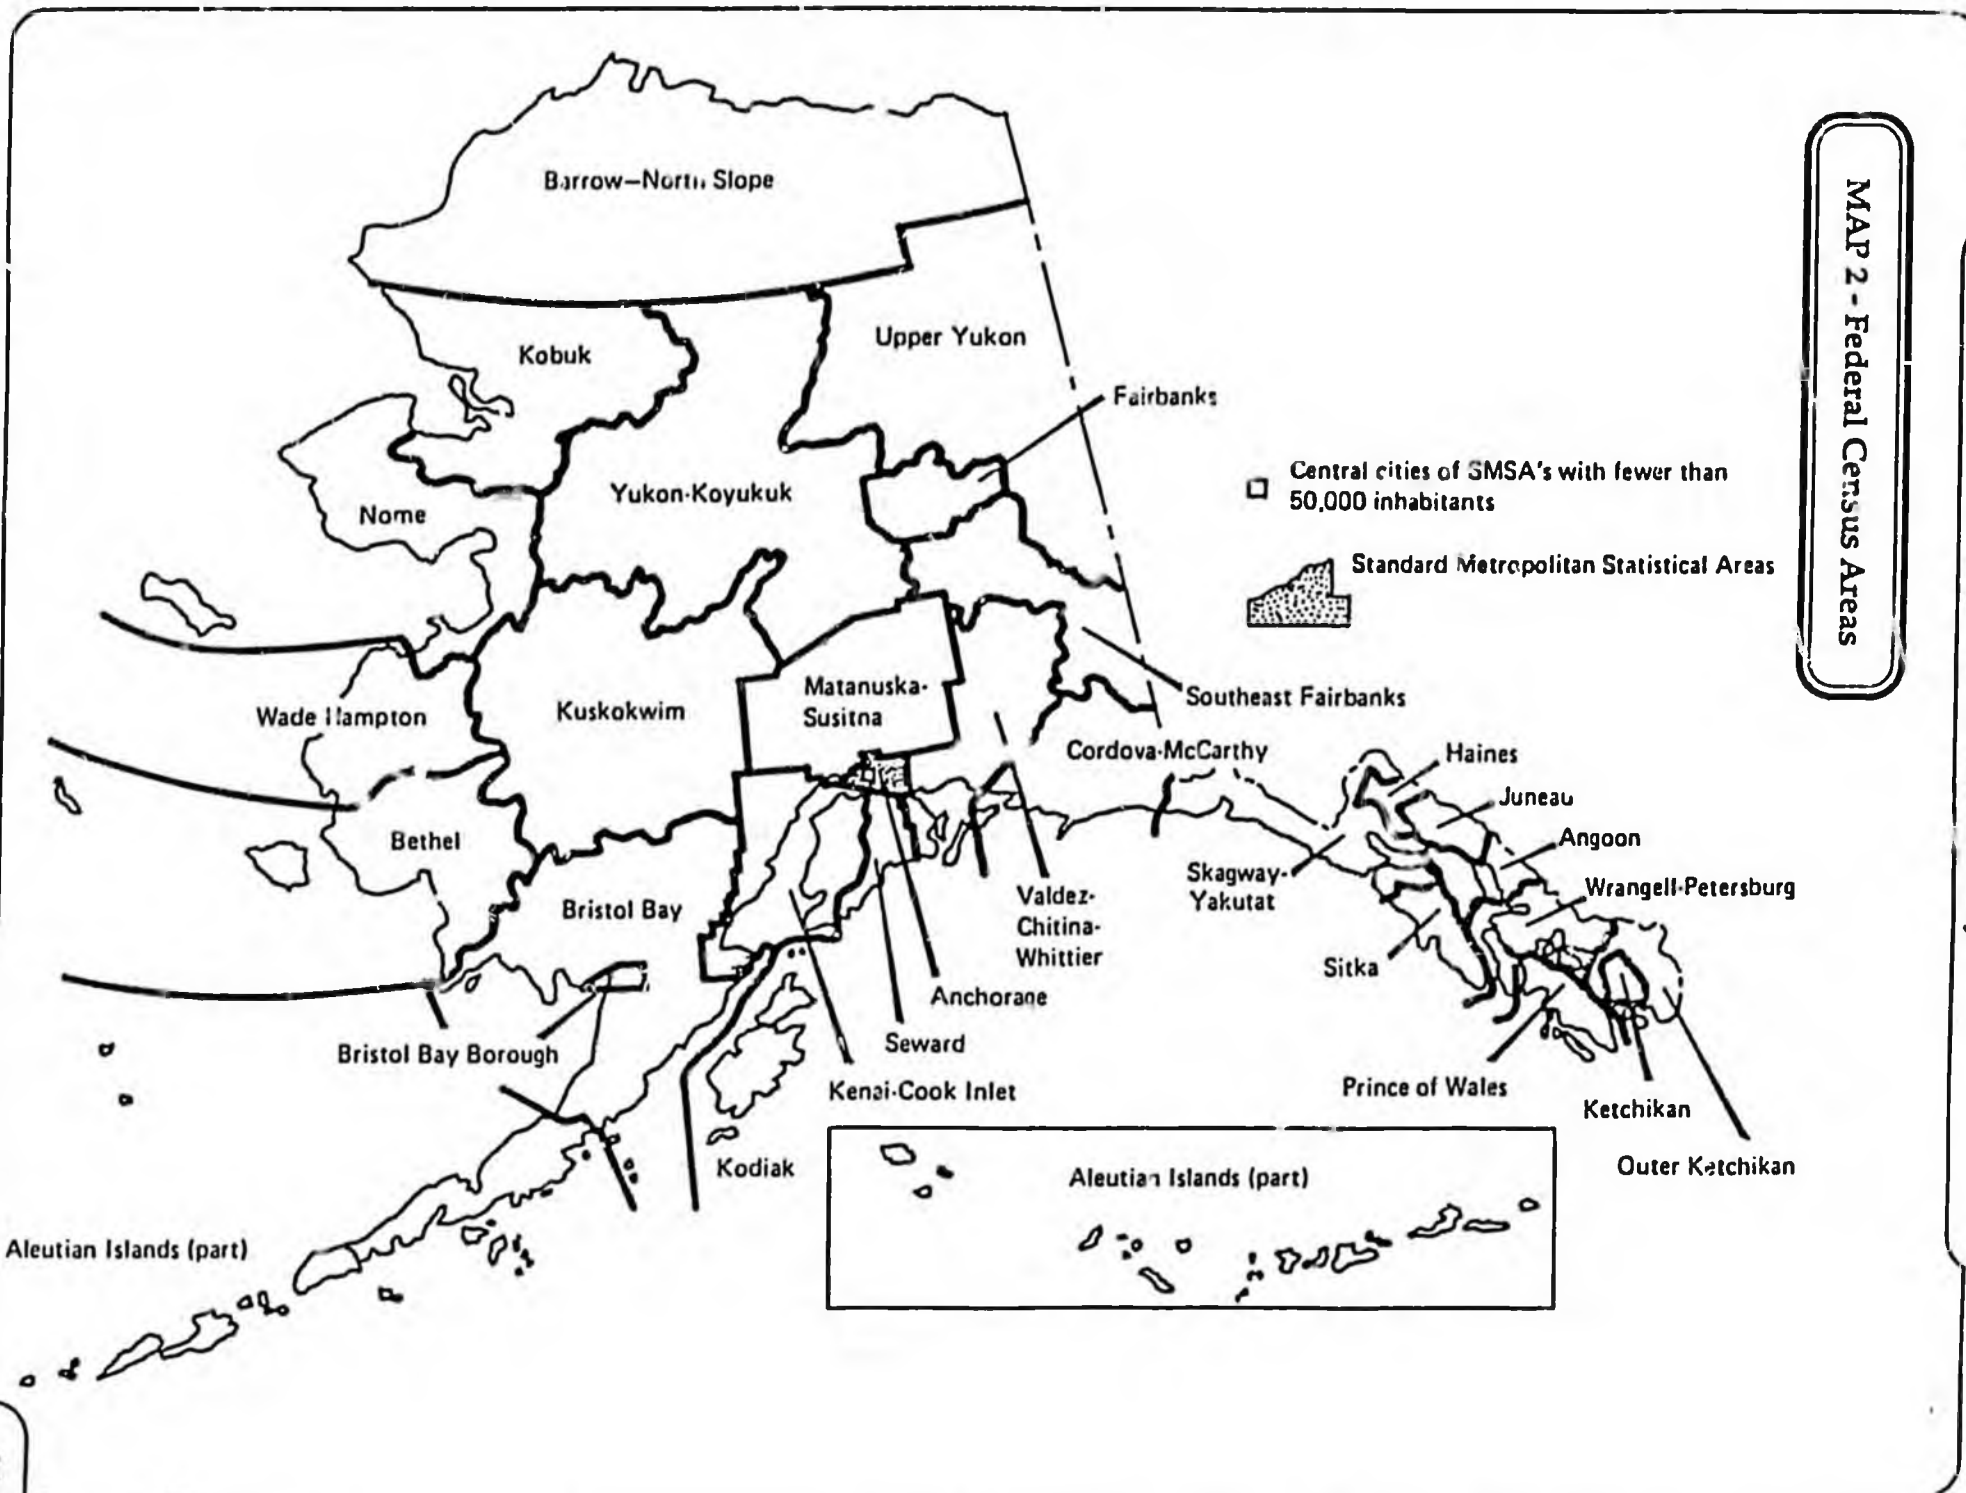 MAP 2 - Federal Census Areas
Barrow-North Slope
Kobuk
Upper Yukon
Fairbanks
Yukon-Koyukuk
Nome
Central cities of SMSA's with fewer than
50,000 inhabitants
Standard Metropolitan Statistical Areas
Matanuska-
Susitna
Southeast Fairbanks
Wade Hampton
Kuskokwim
Cordova-McCarthy
Haines
Juneau
Angoon
Bethel
Skagway-
Yakutat
Wrangell-Petersburg
Bristol Bay
Valdez-
Chitina-
Whittier
Sitka
Anchorage
Seward
Bristol Bay Borough
Kenai-Cook Inlet
Prince of Wales
Ketchikan
Kodiak
Outer Ketchikan
Aleutian Islands (part)
Aleutian Islands (part)